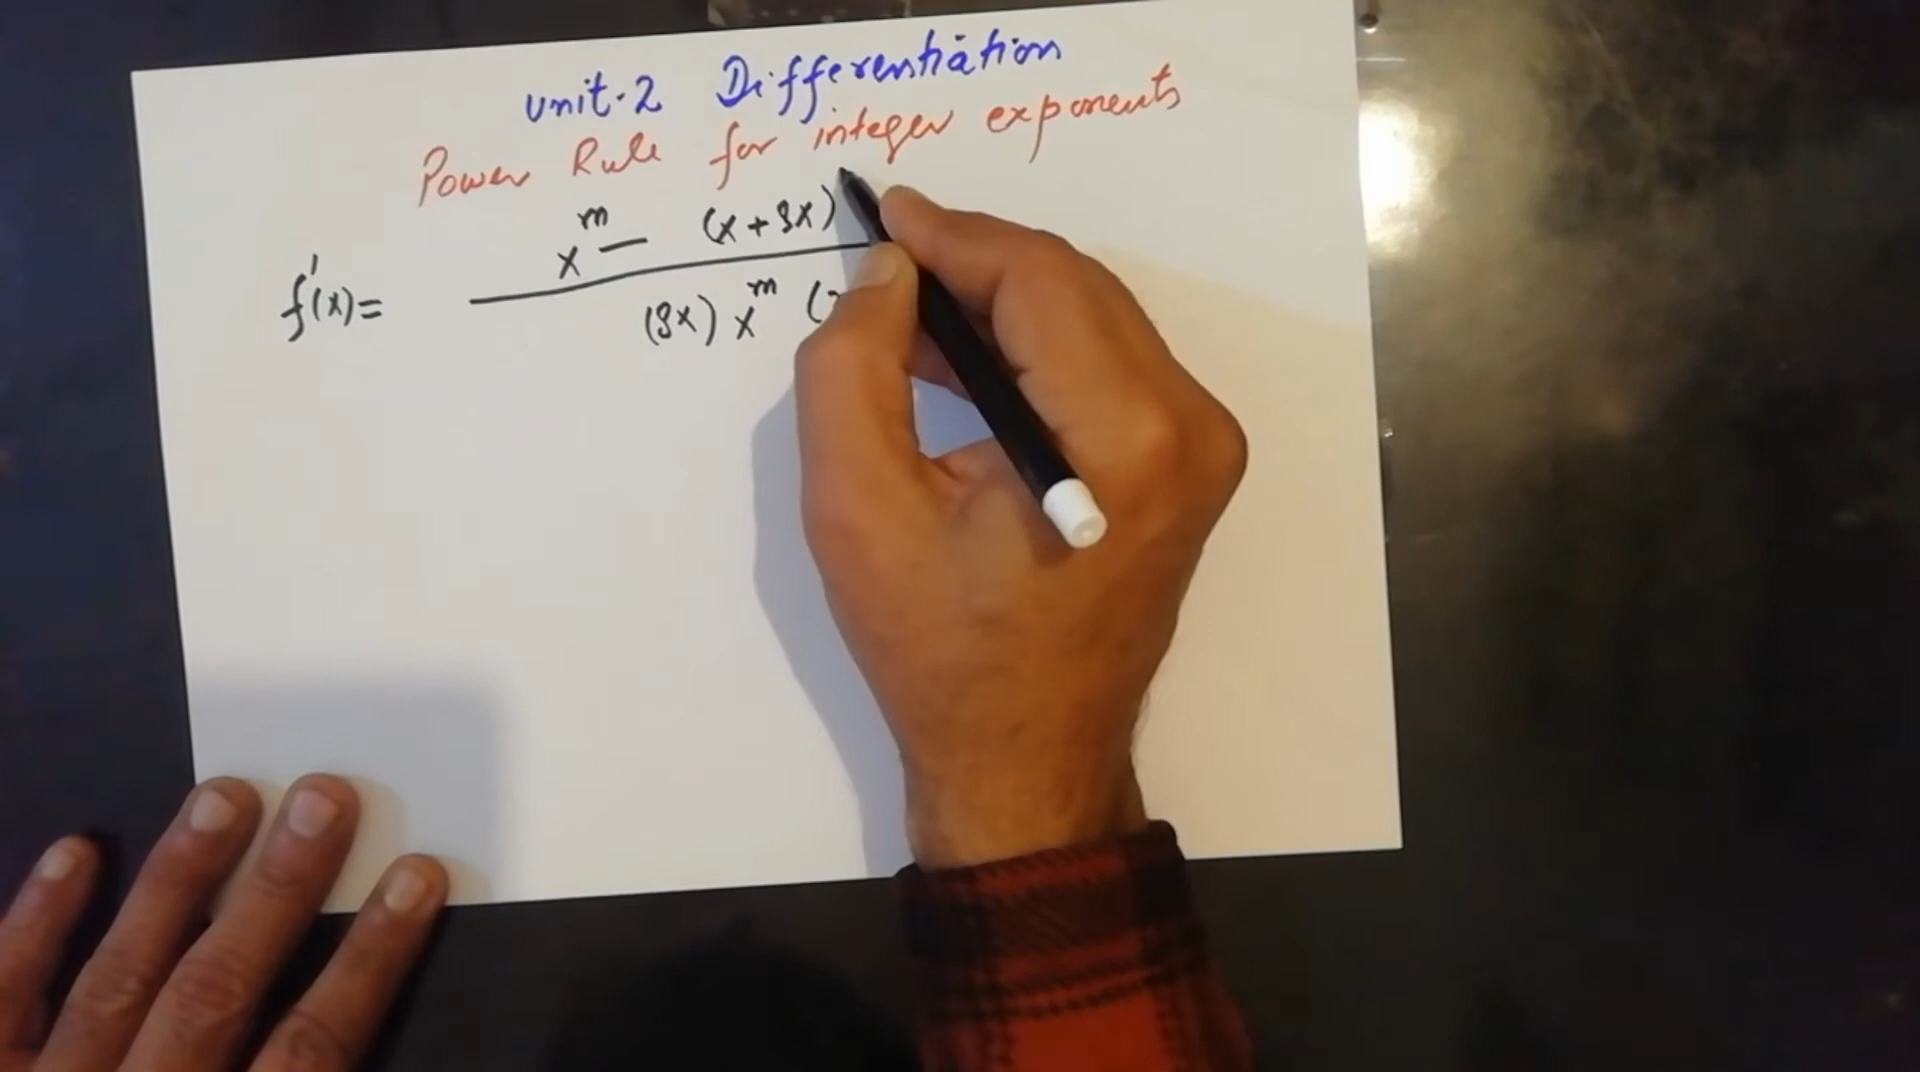 Unit-2 Differentiation
Power Rule for integer exponents
f'(x) = (x^m - (x+δx)) / ((δx) x^m (